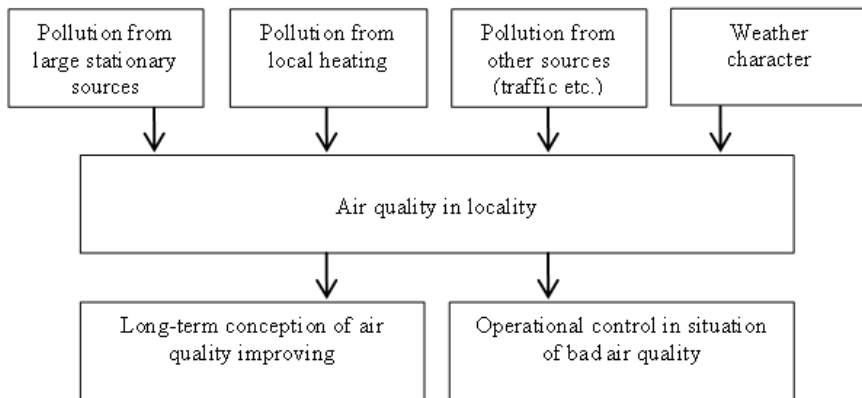 Pollution from
large stationary
sources
Pollution from
local heating
Pollution from
other sources
(traffic etc.)
Weather
character
Air quality in locality
Long-term conception of air
quality improving
Operational control in situation
of bad air quality